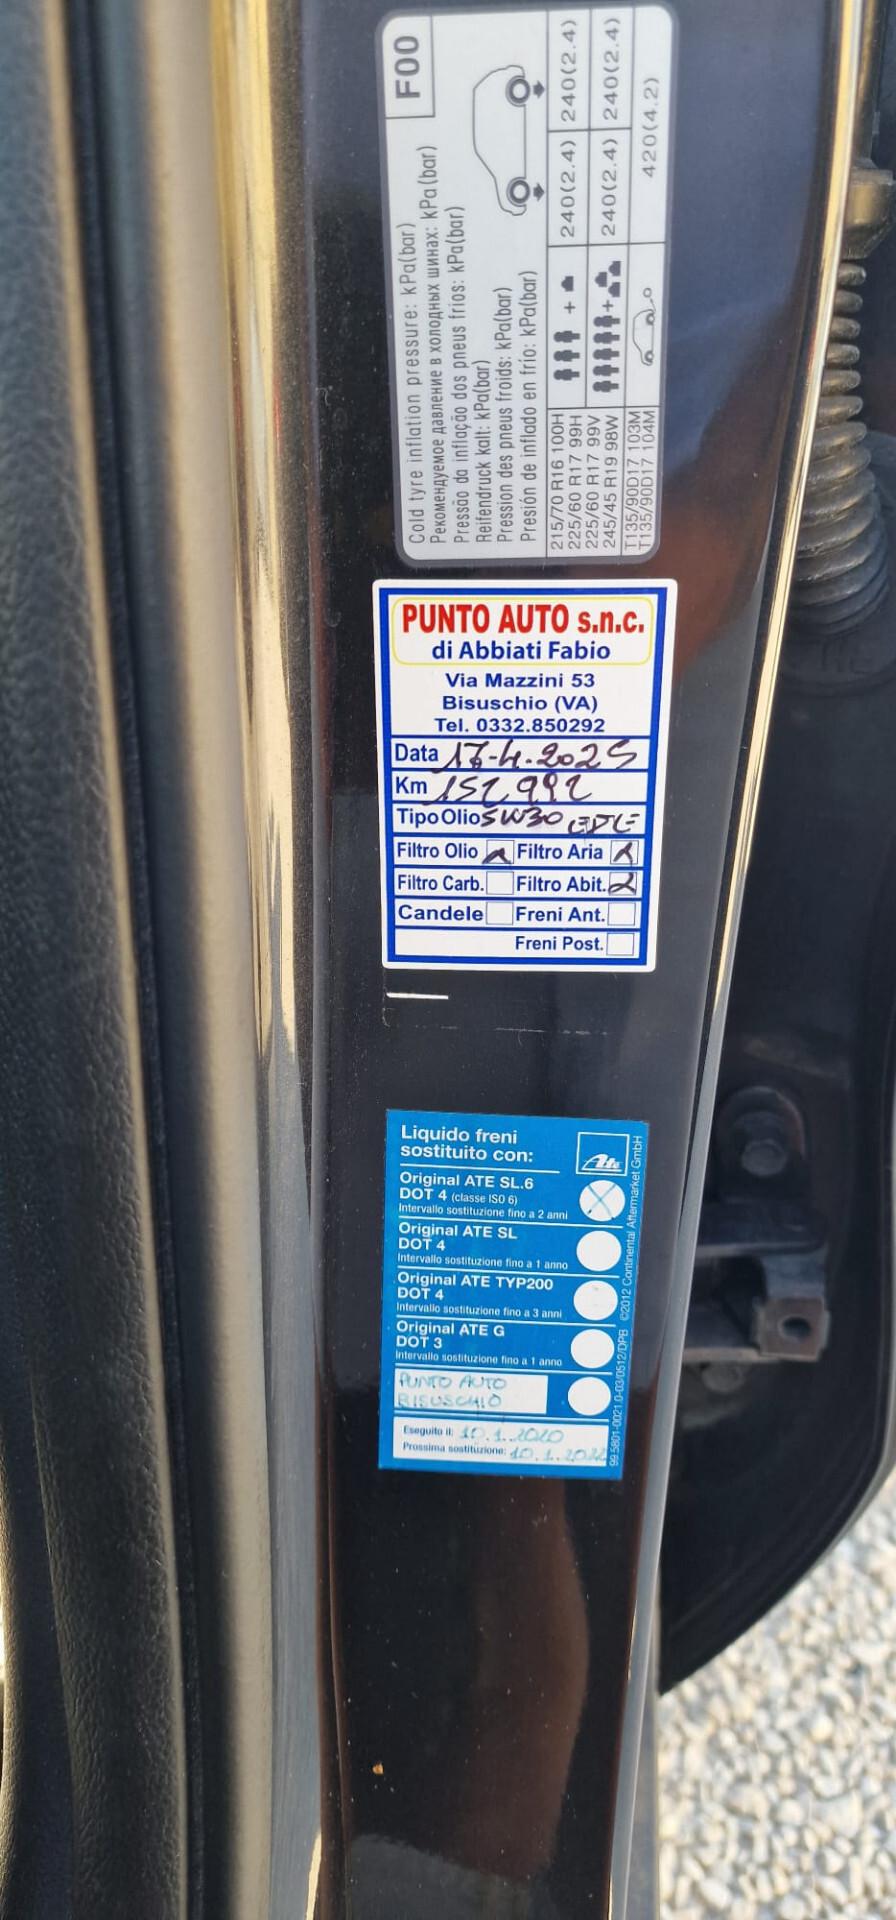 F00
Cold tyre inflation pressure: kPa(bar)
Рекомендуемое давление в холодных шинах: kPa(bar)
Pressão da inflação dos pneus frios: kPa(bar)
Reifendruck kalt: kPa(bar)
Pression des pneus froids: kPa(bar)
Presión de inflado en frío: kPa(bar)
215/70 R16 100H
225/60 R17 99H
+
240(2.4) 240(2.4)
225/60 R17 99V
245/45 R19 98W
+
240(2.4) 240(2.4)
T135/90D17 103M
T135/90D17 104M
420(4.2)
PUNTO AUTO s.n.c.
di Abbiati Fabio
Via Mazzini 53
Bisuschio (VA)
Tel. 0332.850292
Data 17-4.2025
Km 152992
Tipo Olio 5W30
Filtro Olio Filtro Aria
Filtro Carb. Filtro Abit.
Candele Freni Ant.
Freni Post.
Liquido freni
sostituito con:
Ate
Original ATE SL.6
DOT 4 (classe ISO 6)
Intervallo sostituzione fino a 2 anni
Original ATE SL
DOT 4
Intervallo sostituzione fino a 1 anno
Original ATE TYP200
DOT 4
Intervallo sostituzione fino a 3 anni
Original ATE G
DOT 3
Intervallo sostituzione fino a 1 anno
PUNTO AUTO
BISUSCHIO
Eseguito il: 10.1.2020
Prossima sostituzione: 10.1.2022
99.5801-0021.0-03/0512/DPB ©2012 Continental Aftermarket GmbH